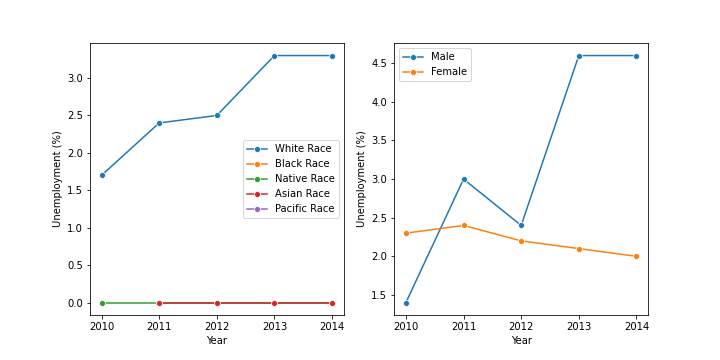 3.0
2.5
2.0
1.5
1.0
0.5
0.0
Unemployment (%)
White Race
Black Race
Native Race
Asian Race
Pacific Race
2010 2011 2012 2013 2014
Year
Male
Female
4.5
4.0
3.5
3.0
2.5
2.0
1.5
Unemployment (%)
2010 2011 2012 2013 2014
Year